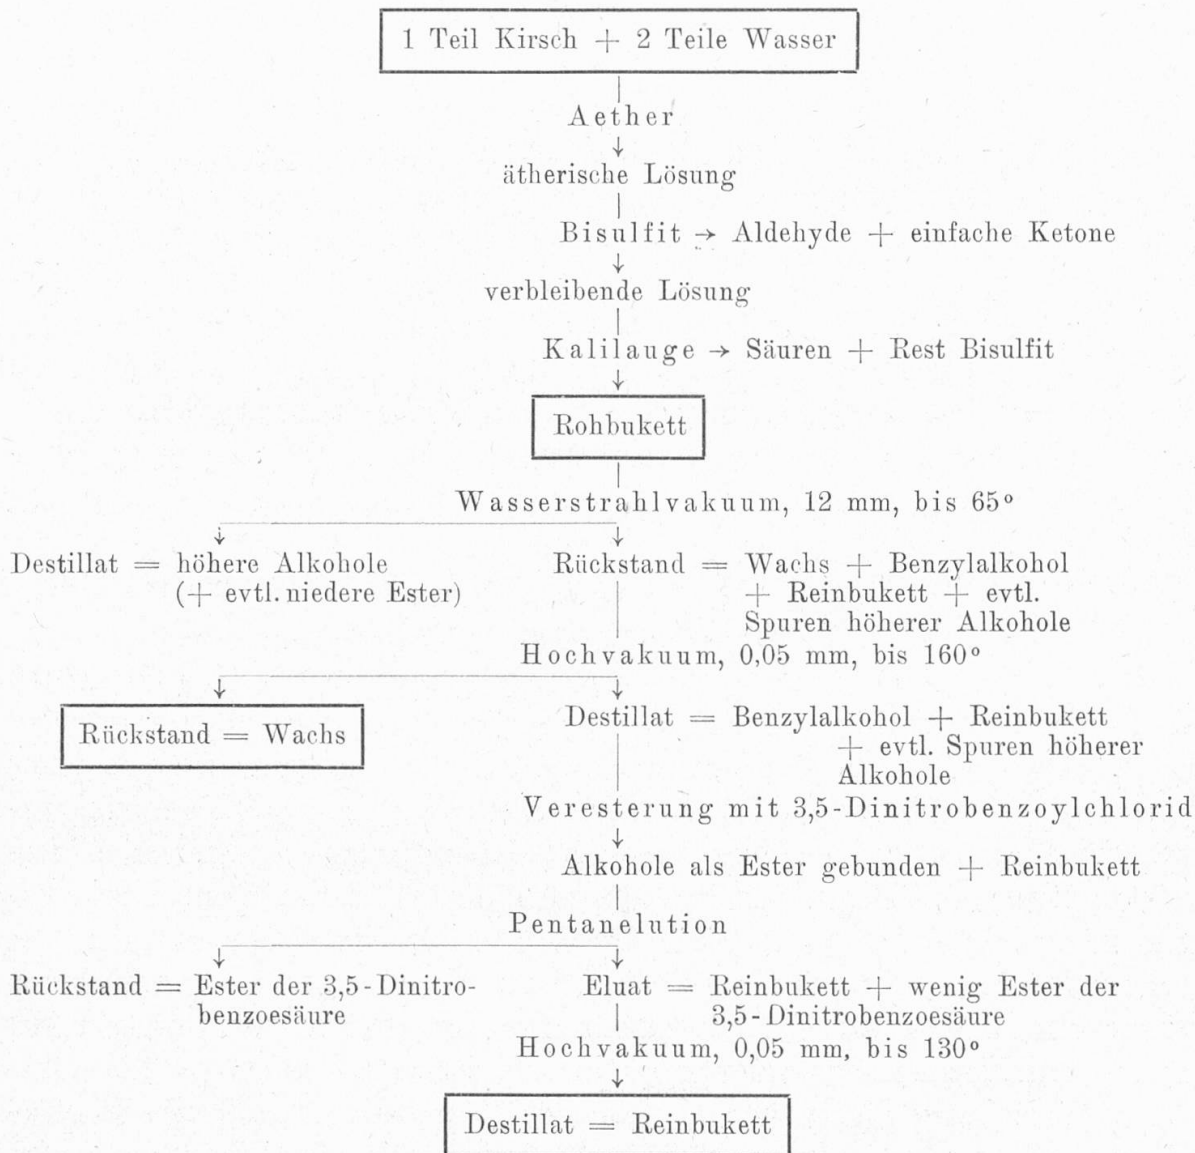 1 Teil Kirsch + 2 Teile Wasser
Aether
↓
ätherische Lösung
Bisulfit → Aldehyde + einfache Ketone
↓
verbleibende Lösung
Kalilauge → Säuren + Rest Bisulfit
↓
Rohbukett
Wasserstrahlvakuum, 12 mm, bis 65°
↓ ↓
Destillat = höhere Alkohole
(+ evtl. niedere Ester)
Rückstand = Wachs + Benzylalkohol
+ Reinbukett + evtl.
Spuren höherer Alkohole
Hochvakuum, 0,05 mm, bis 160°
↓ ↓
Rückstand = Wachs
Destillat = Benzylalkohol + Reinbukett
+ evtl. Spuren höherer
Alkohole
Veresterung mit 3,5-Dinitrobenzoylchlorid
↓
Alkohole als Ester gebunden + Reinbukett
Pentanelution
↓ ↓
Rückstand = Ester der 3,5-Dinitro-
benzoesäure
Eluat = Reinbukett + wenig Ester der
3,5-Dinitrobenzoesäure
Hochvakuum, 0,05 mm, bis 130°
↓
Destillat = Reinbukett